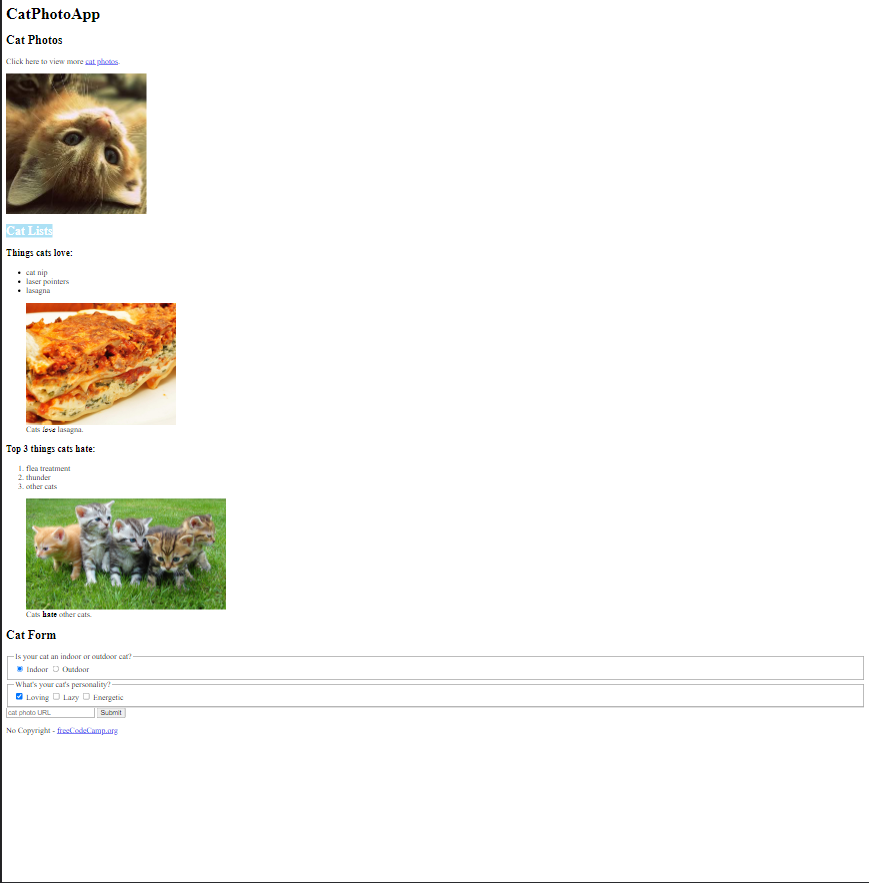 CatPhotoApp
Cat Photos
Click here to view more cat photos.
Cat Lists
Things cats love:
cat nip
laser pointers
lasagna
Cats love lasagna.
Top 3 things cats hate:
1. flea treatment
2. thunder
3. other cats
Cats hate other cats.
Cat Form
Is your cat an indoor or outdoor cat?
Indoor Outdoor
What's your cat's personality?
Loving Lazy Energetic
cat photo URL Submit
No Copyright - freeCodeCamp.org